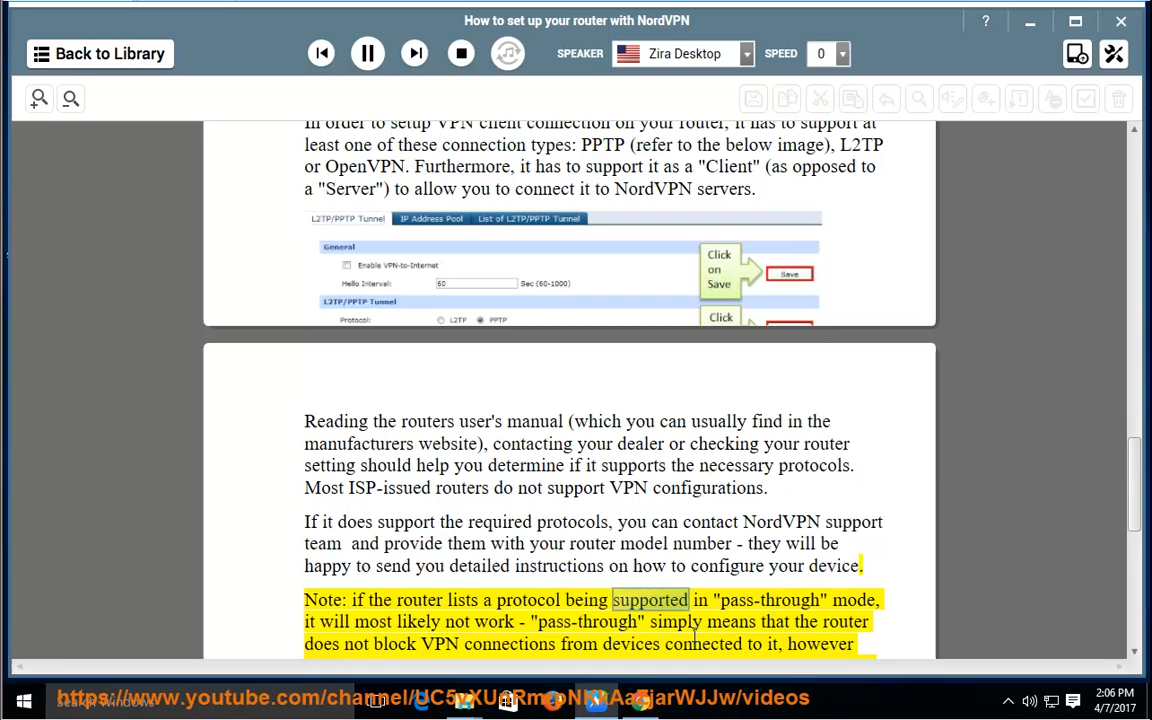 How to set up your router with NordVPN
Back to Library
SPEAKER
Zira Desktop
SPEED
0
In order to setup VPN client connection on your router, it has to support at
least one of these connection types: PPTP (refer to the below image), L2TP
or OpenVPN. Furthermore, it has to support it as a "Client" (as opposed to
a "Server") to allow you to connect it to NordVPN servers.
L2TP/PPTP Tunnel
IP Address Pool
List of L2TP/PPTP Tunnel
General
Enable VPN-to-Internet
Hello Interval:
60
Sec (60-1000)
Click
on
Save
Save
L2TP/PPTP Tunnel
Protocol:
L2TP
PPTP
Click
Reading the routers user's manual (which you can usually find in the
manufacturers website), contacting your dealer or checking your router
setting should help you determine if it supports the necessary protocols.
Most ISP-issued routers do not support VPN configurations.
If it does support the required protocols, you can contact NordVPN support
team and provide them with your router model number - they will be
happy to send you detailed instructions on how to configure your device.
Note: if the router lists a protocol being supported in "pass-through" mode,
it will most likely not work - "pass-through" simply means that the router
does not block VPN connections from devices connected to it, however
Search Windows
2:06 PM
4/7/2017